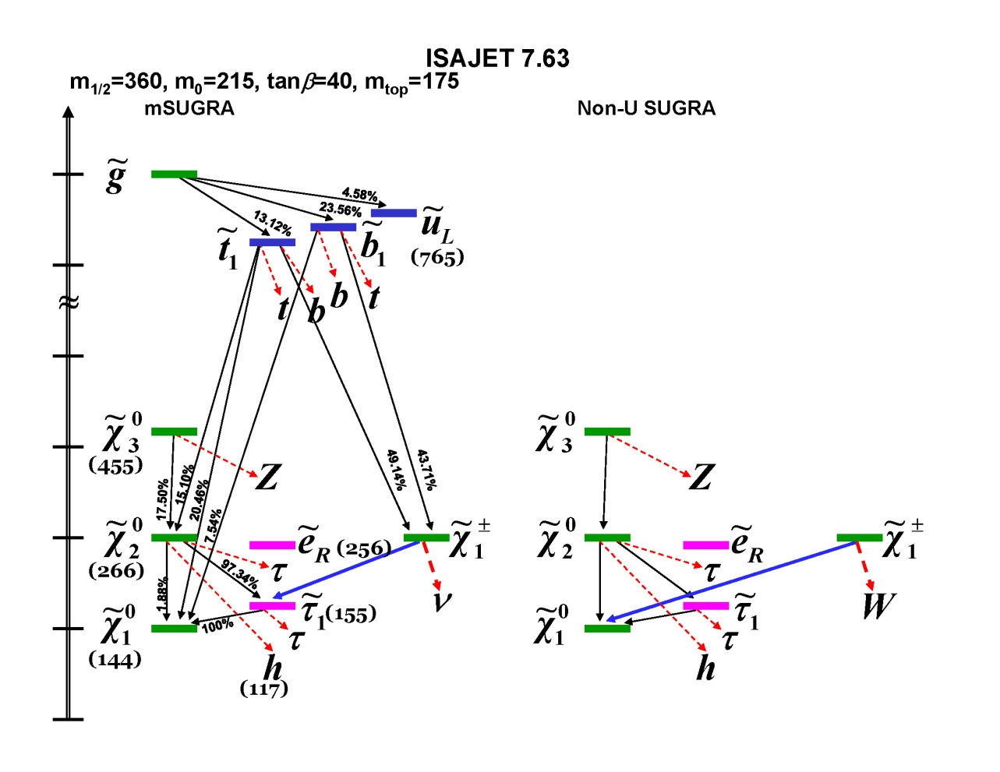 ISAJET 7.63
m1/2=360, m0=215, tanβ=40, mtop=175
mSUGRA
Non-U SUGRA
g̃
4.58%
23.56%
13.12%
ũL
(765)
t̃1
b̃1
t
b
b
t
≈
χ̃3⁰
(455)
Z
17.50%
15.10%
20.46%
7.54%
49.14%
43.71%
χ̃2⁰
(266)
ẽR (256)
χ̃1±
τ
97.34%
1.88%
ν
τ̃1 (155)
χ̃1⁰
(144)
100%
τ
h
(117)
χ̃3⁰
Z
χ̃2⁰
ẽR
χ̃1±
τ
W
τ̃1
χ̃1⁰
τ
h